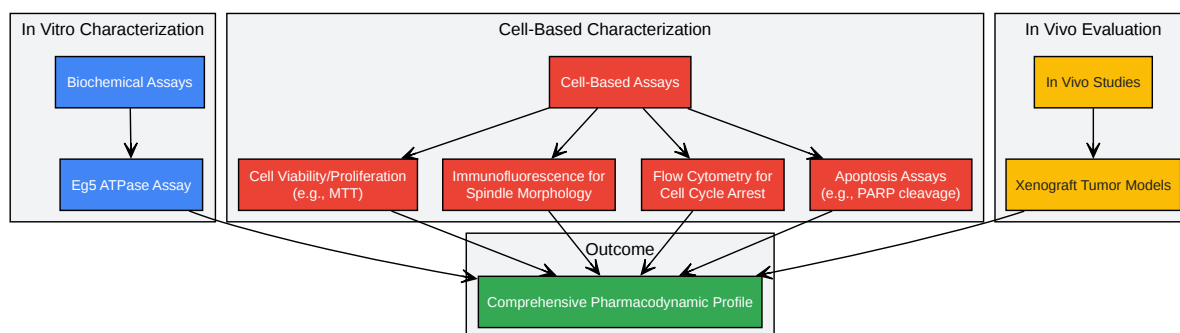 In Vitro Characterization
Cell-Based Characterization
In Vivo Evaluation
Biochemical Assays
Cell-Based Assays
In Vivo Studies
Eg5 ATPase Assay
Cell Viability/Proliferation
(e.g., MTT)
Immunofluorescence for
Spindle Morphology
Flow Cytometry for
Cell Cycle Arrest
Apoptosis Assays
(e.g., PARP cleavage)
Xenograft Tumor Models
Outcome
Comprehensive Pharmacodynamic Profile